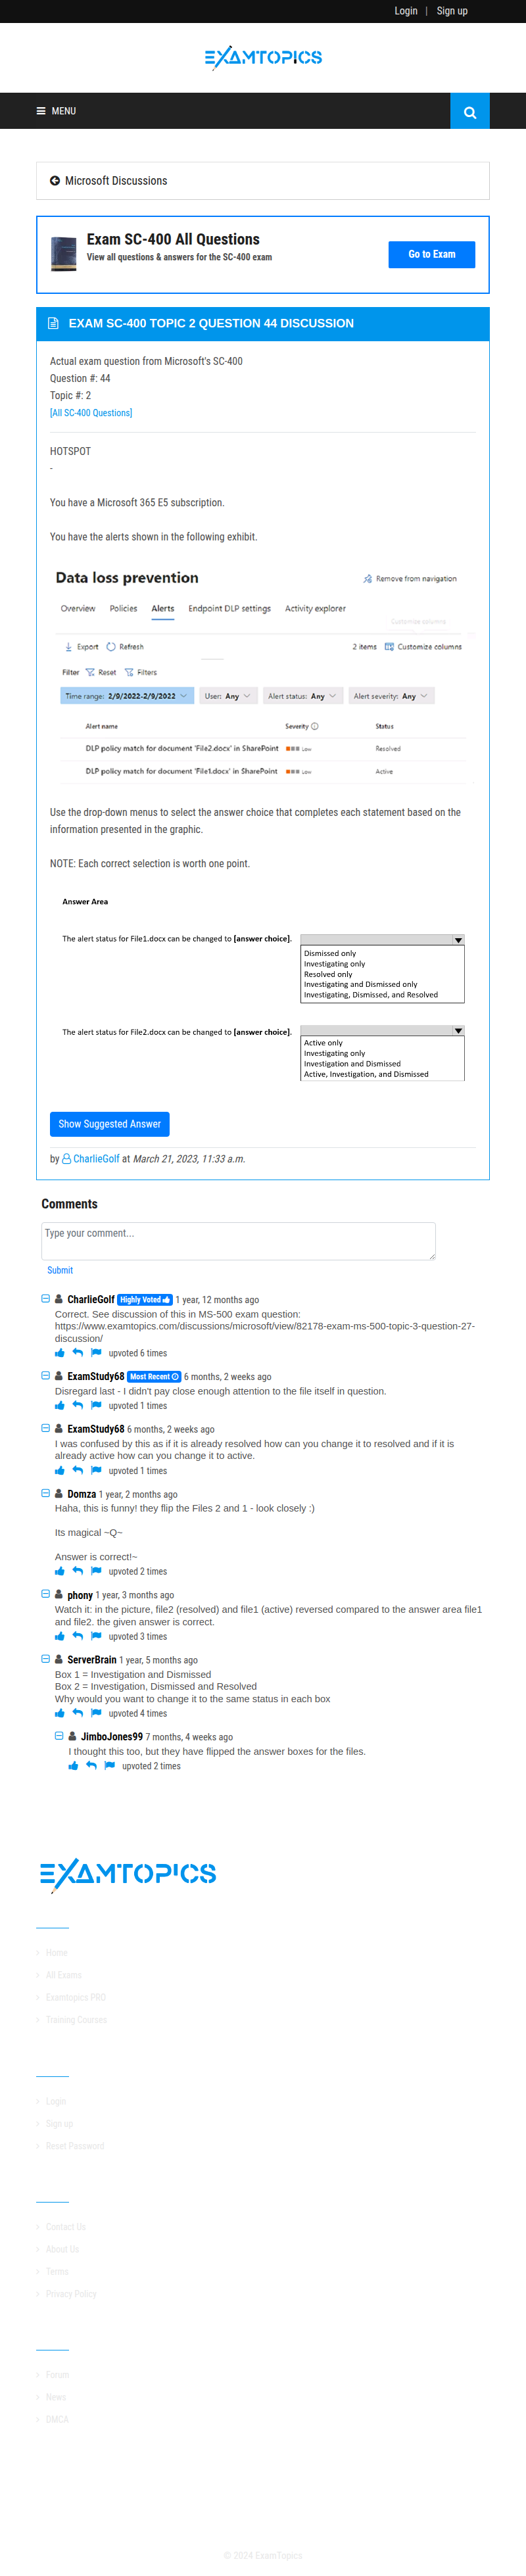 Login | Sign up
EXAMTOPICS
MENU
Microsoft Discussions
Exam SC-400 All Questions
View all questions & answers for the SC-400 exam
Go to Exam
EXAM SC-400 TOPIC 2 QUESTION 44 DISCUSSION
Actual exam question from Microsoft's SC-400
Question #: 44
Topic #: 2
[All SC-400 Questions]
HOTSPOT
-
You have a Microsoft 365 E5 subscription.
You have the alerts shown in the following exhibit.
Data loss prevention
Remove from navigation
Overview Policies Alerts Endpoint DLP settings Activity explorer
Customize columns
Export Refresh 2 items Customize columns
Filter Reset Filters
Time range: 2/9/2022-2/9/2022 User: Any Alert status: Any Alert severity: Any
Alert name Severity Status
DLP policy match for document 'File2.docx' in SharePoint Low Resolved
DLP policy match for document 'File1.docx' in SharePoint Low Active
Use the drop-down menus to select the answer choice that completes each statement based on the
information presented in the graphic.
NOTE: Each correct selection is worth one point.
Answer Area
The alert status for File1.docx can be changed to [answer choice].
Dismissed only
Investigating only
Resolved only
Investigating and Dismissed only
Investigating, Dismissed, and Resolved
The alert status for File2.docx can be changed to [answer choice].
Active only
Investigating only
Investigation and Dismissed
Active, Investigation, and Dismissed
Show Suggested Answer
by CharlieGolf at March 21, 2023, 11:33 a.m.
Comments
Type your comment...
Submit
CharlieGolf Highly Voted 1 year, 12 months ago
Correct. See discussion of this in MS-500 exam question:
https://www.examtopics.com/discussions/microsoft/view/82178-exam-ms-500-topic-3-question-27-
discussion/
upvoted 6 times
ExamStudy68 Most Recent 6 months, 2 weeks ago
Disregard last - I didn't pay close enough attention to the file itself in question.
upvoted 1 times
ExamStudy68 6 months, 2 weeks ago
I was confused by this as if it is already resolved how can you change it to resolved and if it is
already active how can you change it to active.
upvoted 1 times
Domza 1 year, 2 months ago
Haha, this is funny! they flip the Files 2 and 1 - look closely :)
Its magical ~Q~
Answer is correct!~
upvoted 2 times
phony 1 year, 3 months ago
Watch it: in the picture, file2 (resolved) and file1 (active) reversed compared to the answer area file1
and file2. the given answer is correct.
upvoted 3 times
ServerBrain 1 year, 5 months ago
Box 1 = Investigation and Dismissed
Box 2 = Investigation, Dismissed and Resolved
Why would you want to change it to the same status in each box
upvoted 4 times
JimboJones99 7 months, 4 weeks ago
I thought this too, but they have flipped the answer boxes for the files.
upvoted 2 times
EXAMTOPICS
Home
All Exams
Examtopics PRO
Training Courses
Login
Sign up
Reset Password
Contact Us
About Us
Terms
Privacy Policy
Forum
News
DMCA
© 2024 ExamTopics